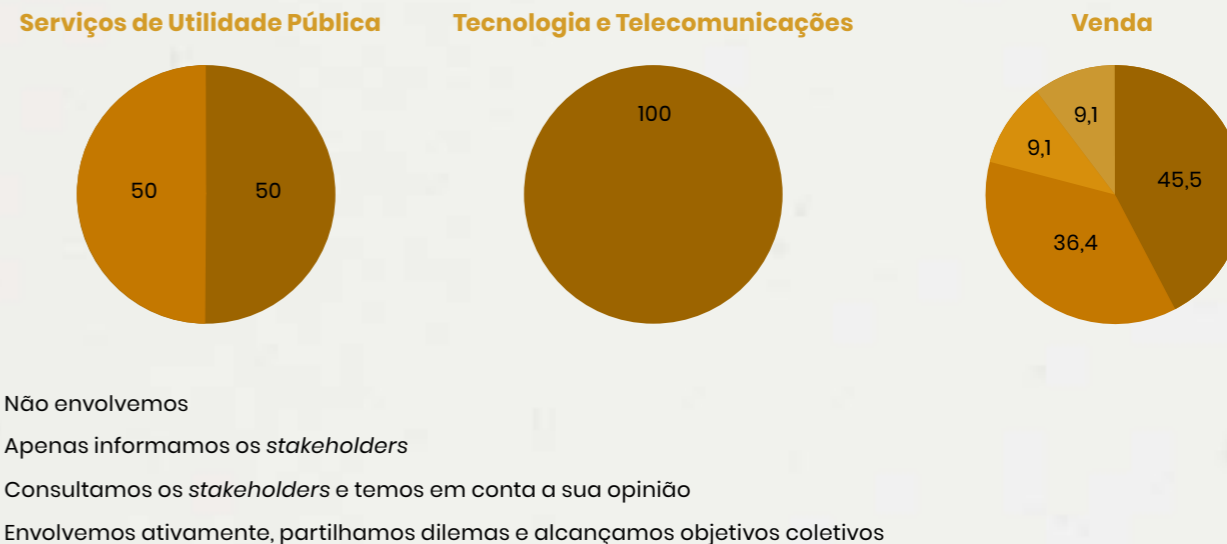 Serviços de Utilidade Pública
Tecnologia e Telecomunicações
Venda
50
50
100
9,1
9,1
45,5
36,4
Não envolvemos
Apenas informamos os stakeholders
Consultamos os stakeholders e temos em conta a sua opinião
Envolvemos ativamente, partilhamos dilemas e alcançamos objetivos coletivos